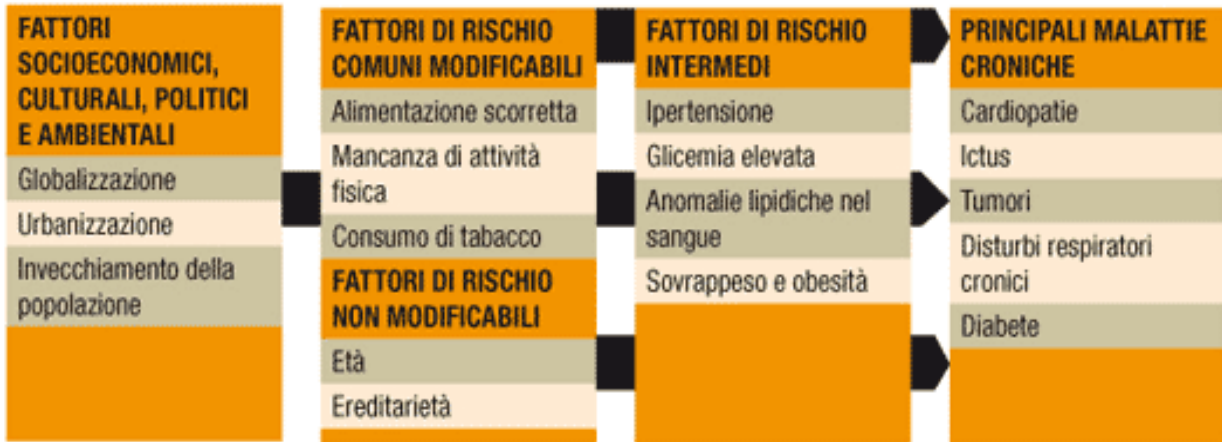 FATTORI
SOCIOECONOMICI,
CULTURALI, POLITICI
E AMBIENTALI
Globalizzazione
Urbanizzazione
Invecchiamento della
popolazione
FATTORI DI RISCHIO
COMUNI MODIFICABILI
Alimentazione scorretta
Mancanza di attività
fisica
Consumo di tabacco
FATTORI DI RISCHIO
NON MODIFICABILI
Età
Ereditarietà
FATTORI DI RISCHIO
INTERMEDI
Ipertensione
Glicemia elevata
Anomalie lipidiche nel
sangue
Sovrappeso e obesità
PRINCIPALI MALATTIE
CRONICHE
Cardiopatie
Ictus
Tumori
Disturbi respiratori
cronici
Diabete